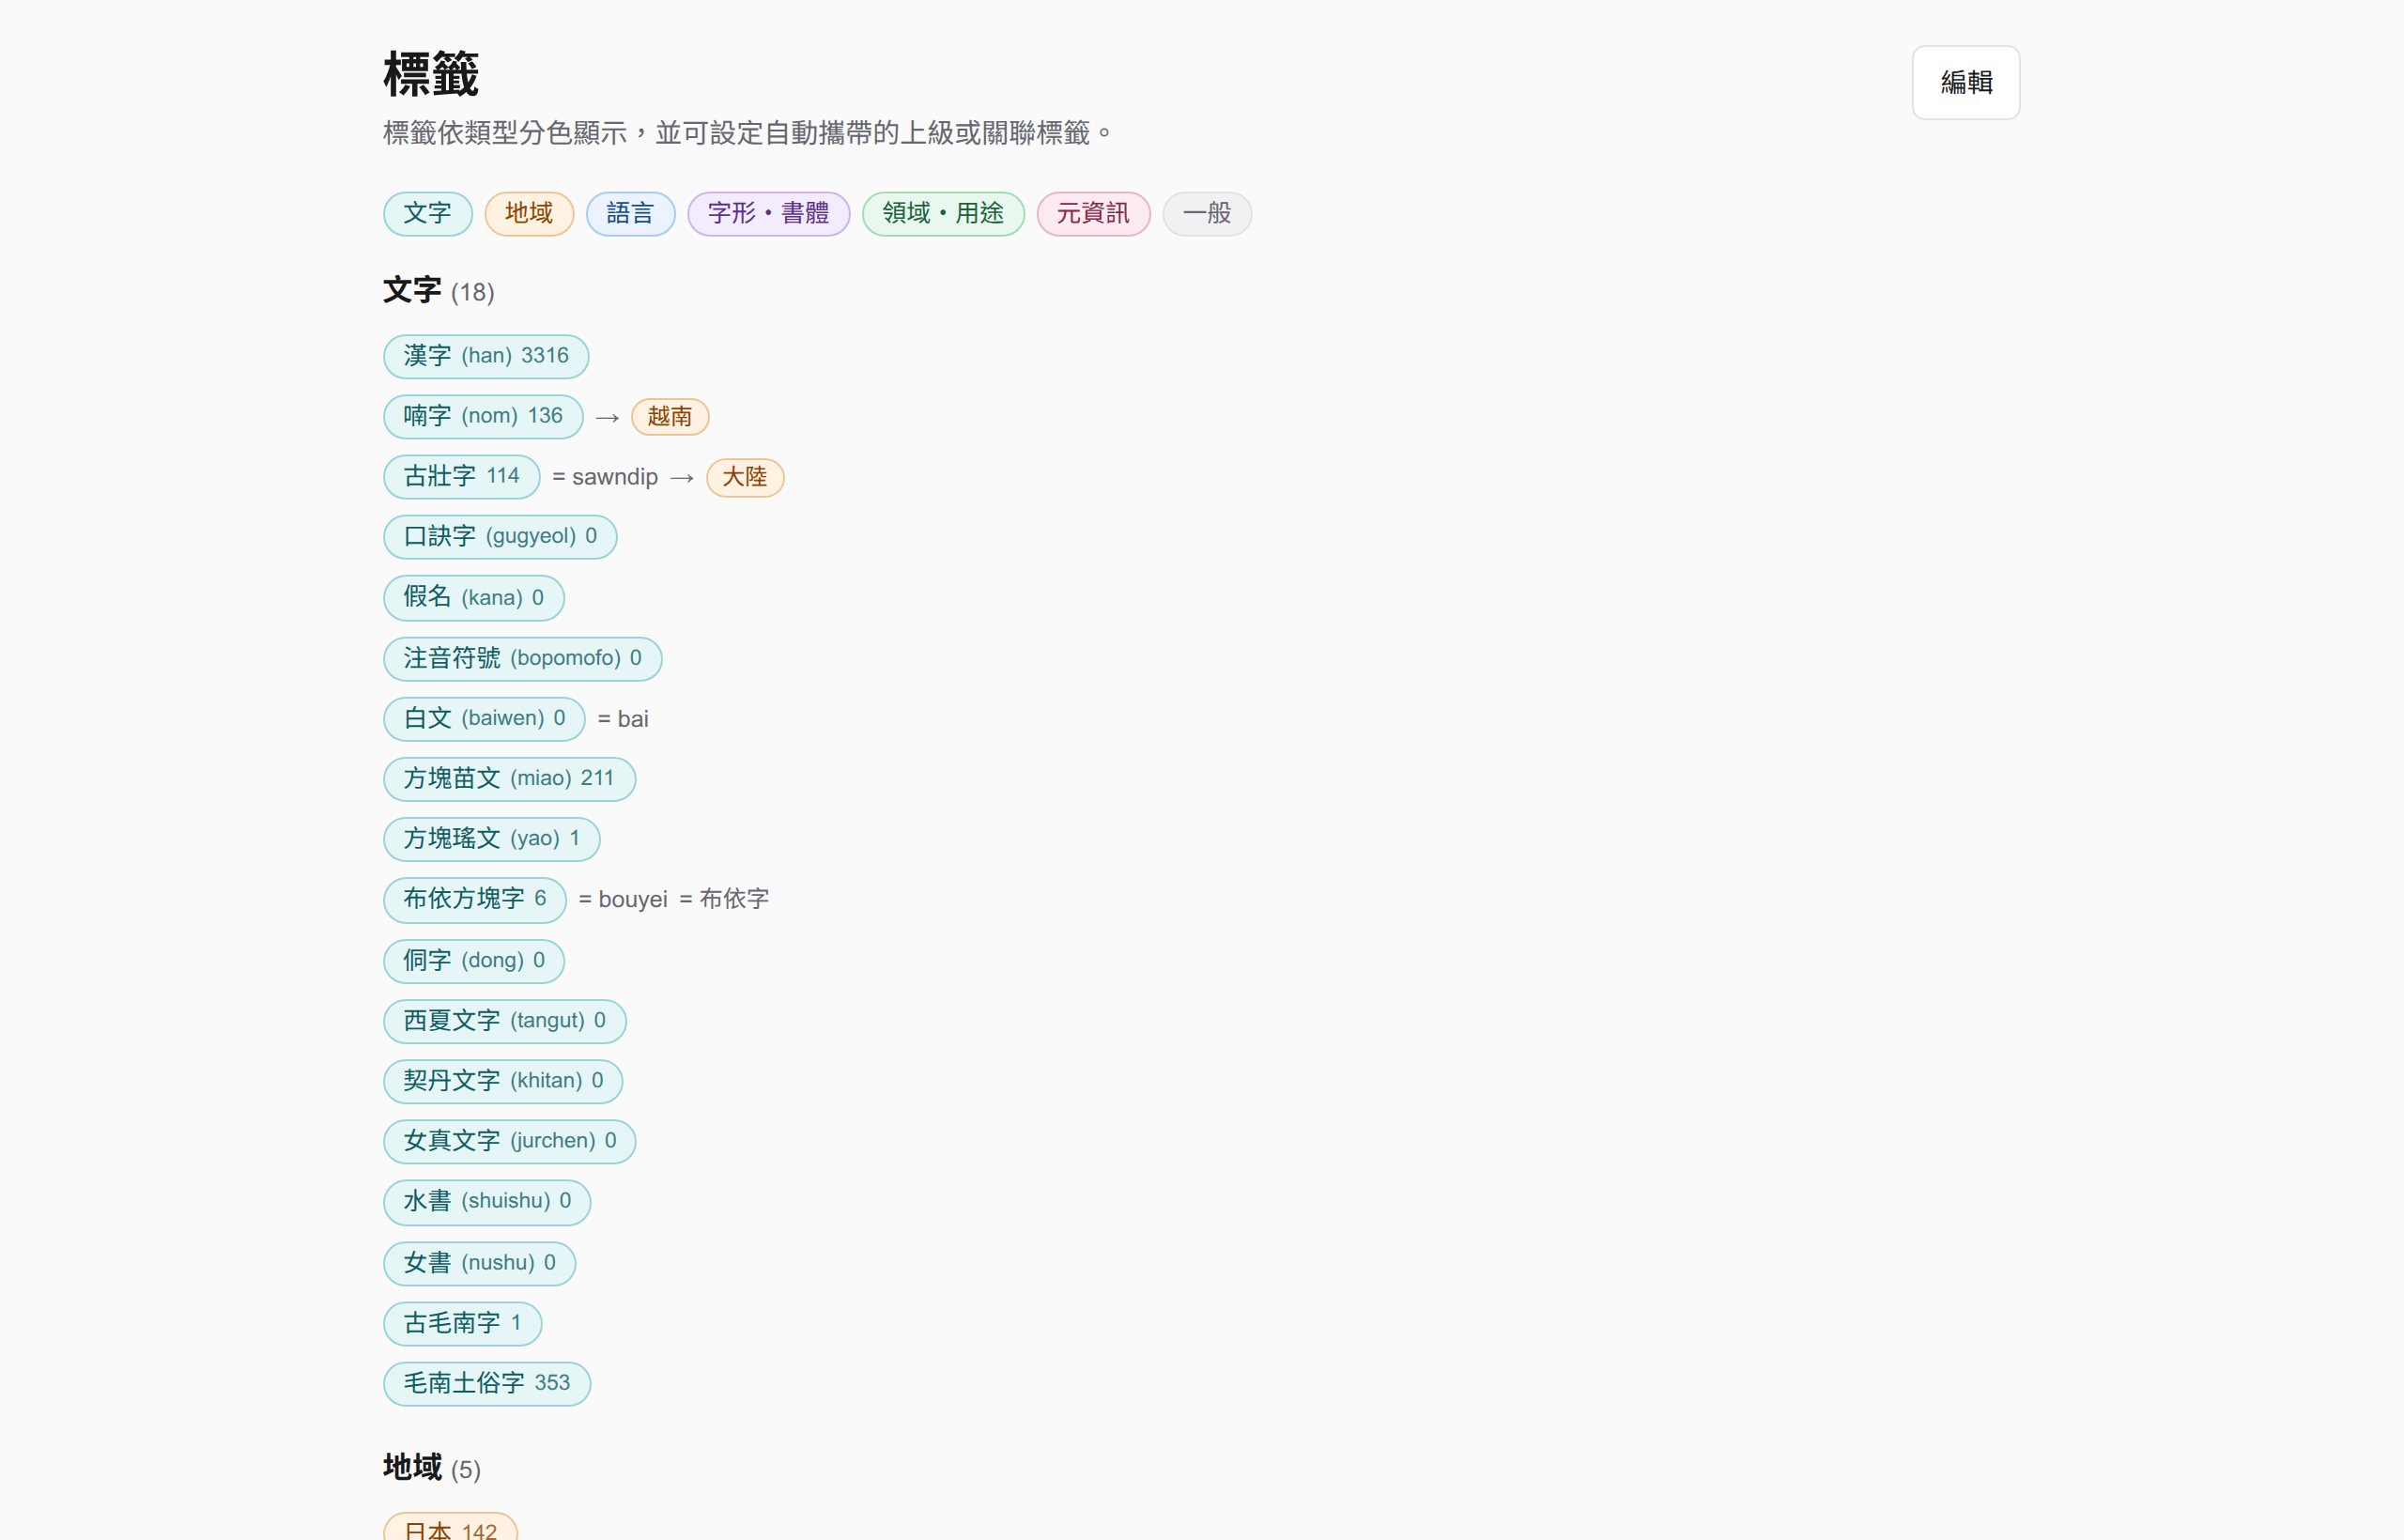 標籤
編輯
標籤依類型分色顯示，並可設定自動攜帶的上級或關聯標籤。
文字 地域 語言 字形・書體 領域・用途 元資訊 一般
文字 (18)
漢字 (han) 3316
喃字 (nom) 136 → 越南
古壯字 114 = sawndip → 大陸
口訣字 (gugyeol) 0
假名 (kana) 0
注音符號 (bopomofo) 0
白文 (baiwen) 0 = bai
方塊苗文 (miao) 211
方塊瑤文 (yao) 1
布依方塊字 6 = bouyei = 布依字
侗字 (dong) 0
西夏文字 (tangut) 0
契丹文字 (khitan) 0
女真文字 (jurchen) 0
水書 (shuishu) 0
女書 (nushu) 0
古毛南字 1
毛南土俗字 353
地域 (5)
日本 142